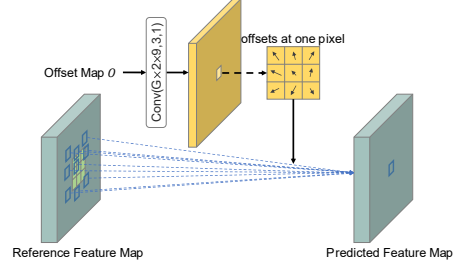 offsets at one pixel
Offset Map O
Conv(G×2×9,3,1)
Reference Feature Map
Predicted Feature Map